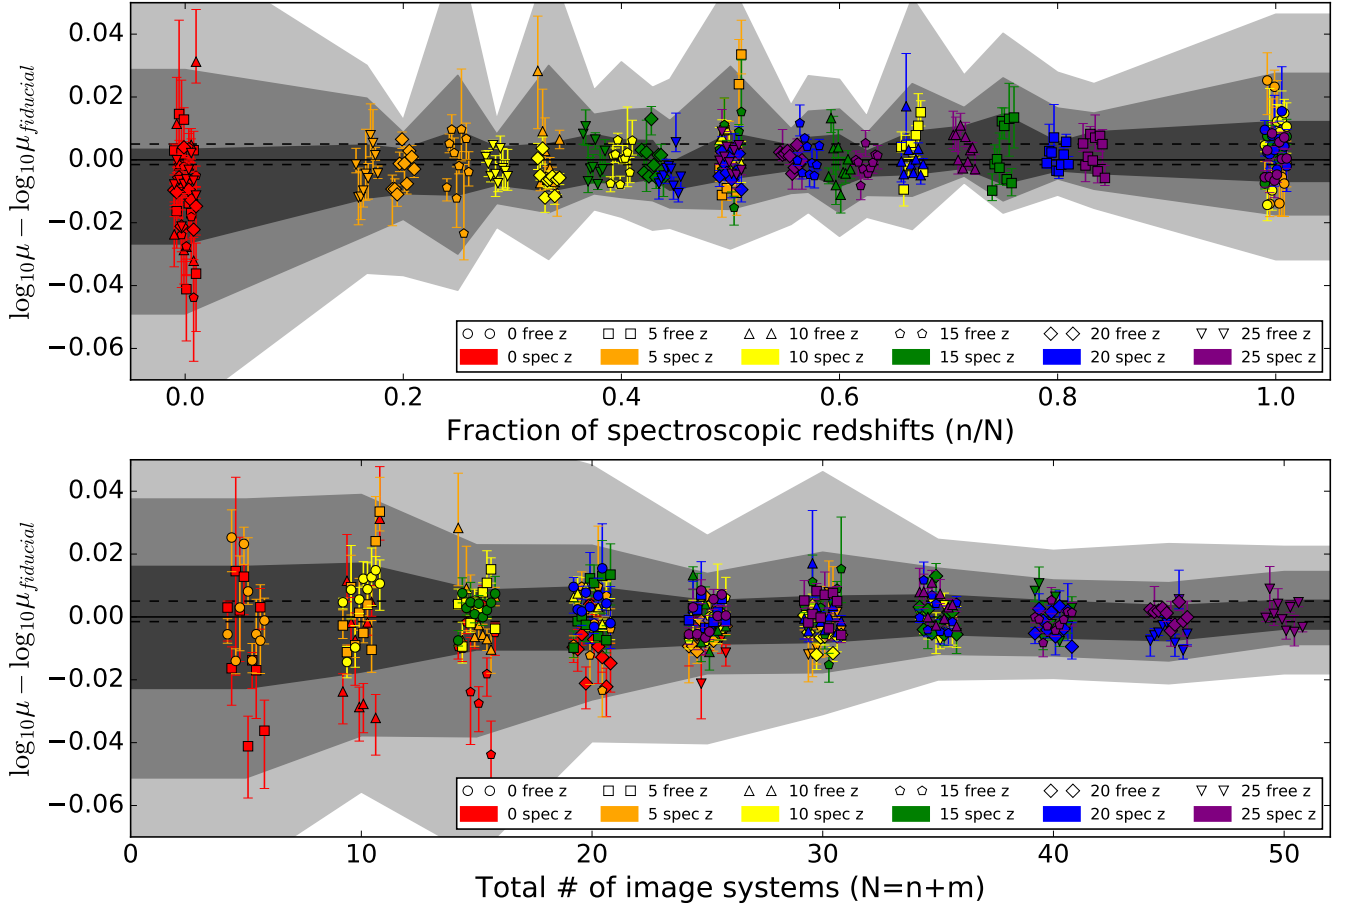 0.04
0.02
0.00
−0.02
−0.04
−0.06
log₁₀μ − log₁₀μ_fiducial
0 free z 5 free z 10 free z 15 free z 20 free z 25 free z
0 spec z 5 spec z 10 spec z 15 spec z 20 spec z 25 spec z
0.0 0.2 0.4 0.6 0.8 1.0
Fraction of spectroscopic redshifts (n/N)
0.04
0.02
0.00
−0.02
−0.04
−0.06
log₁₀μ − log₁₀μ_fiducial
0 free z 5 free z 10 free z 15 free z 20 free z 25 free z
0 spec z 5 spec z 10 spec z 15 spec z 20 spec z 25 spec z
0 10 20 30 40 50
Total # of image systems (N=n+m)